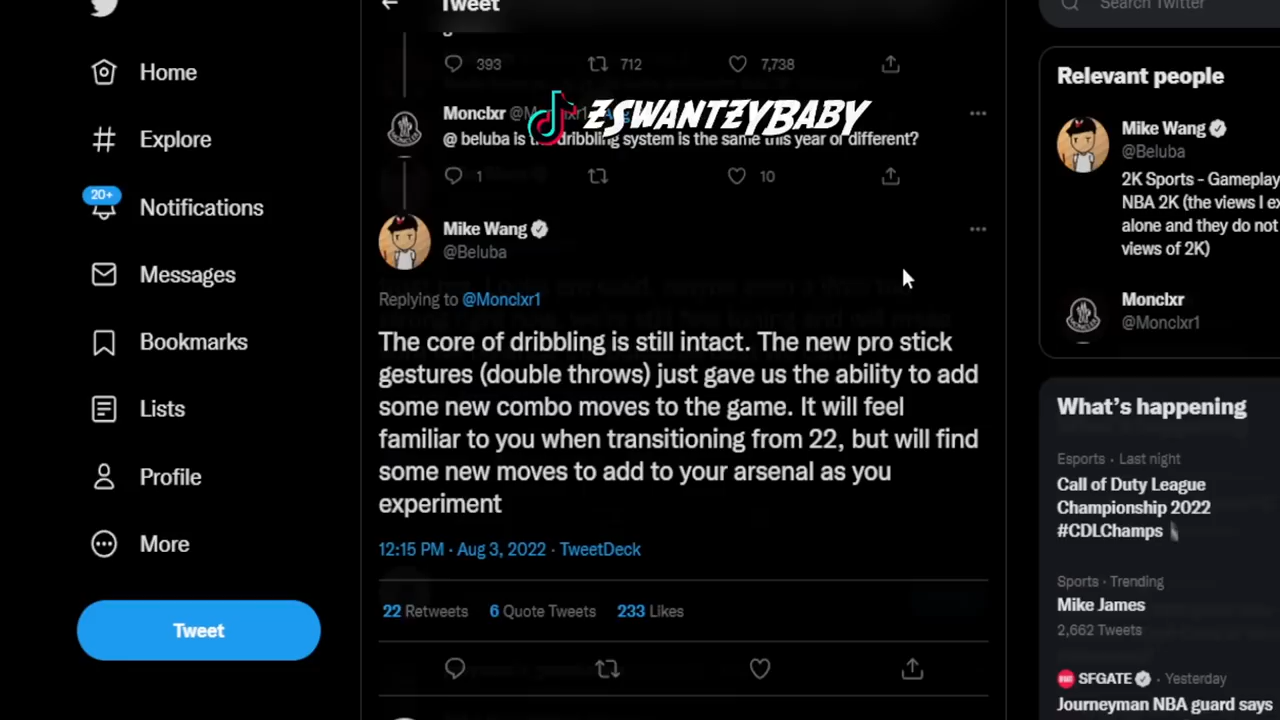 Tweet
Search Twitter
393 712 7,738
Home
Monclxr
ZSWANTZYBABY
@ beluba is dribbling system is the same this year or different?
1 10
Explore
20+
Notifications
Mike Wang
@Beluba
Messages
Replying to @Monclxr1
Bookmarks
The core of dribbling is still intact. The new pro stick
gestures (double throws) just gave us the ability to add
some new combo moves to the game. It will feel
familiar to you when transitioning from 22, but will find
some new moves to add to your arsenal as you
experiment
Lists
Profile
More
Tweet
12:15 PM · Aug 3, 2022 · TweetDeck
22 Retweets 6 Quote Tweets 233 Likes
Relevant people
Mike Wang
@Beluba
2K Sports - Gameplay
NBA 2K (the views I ex
alone and they do not
views of 2K)
Monclxr
@Monclxr1
What's happening
Esports · Last night
Call of Duty League
Championship 2022
#CDLChamps
Sports · Trending
Mike James
2,662 Tweets
SFGATE · Yesterday
Journeyman NBA guard says